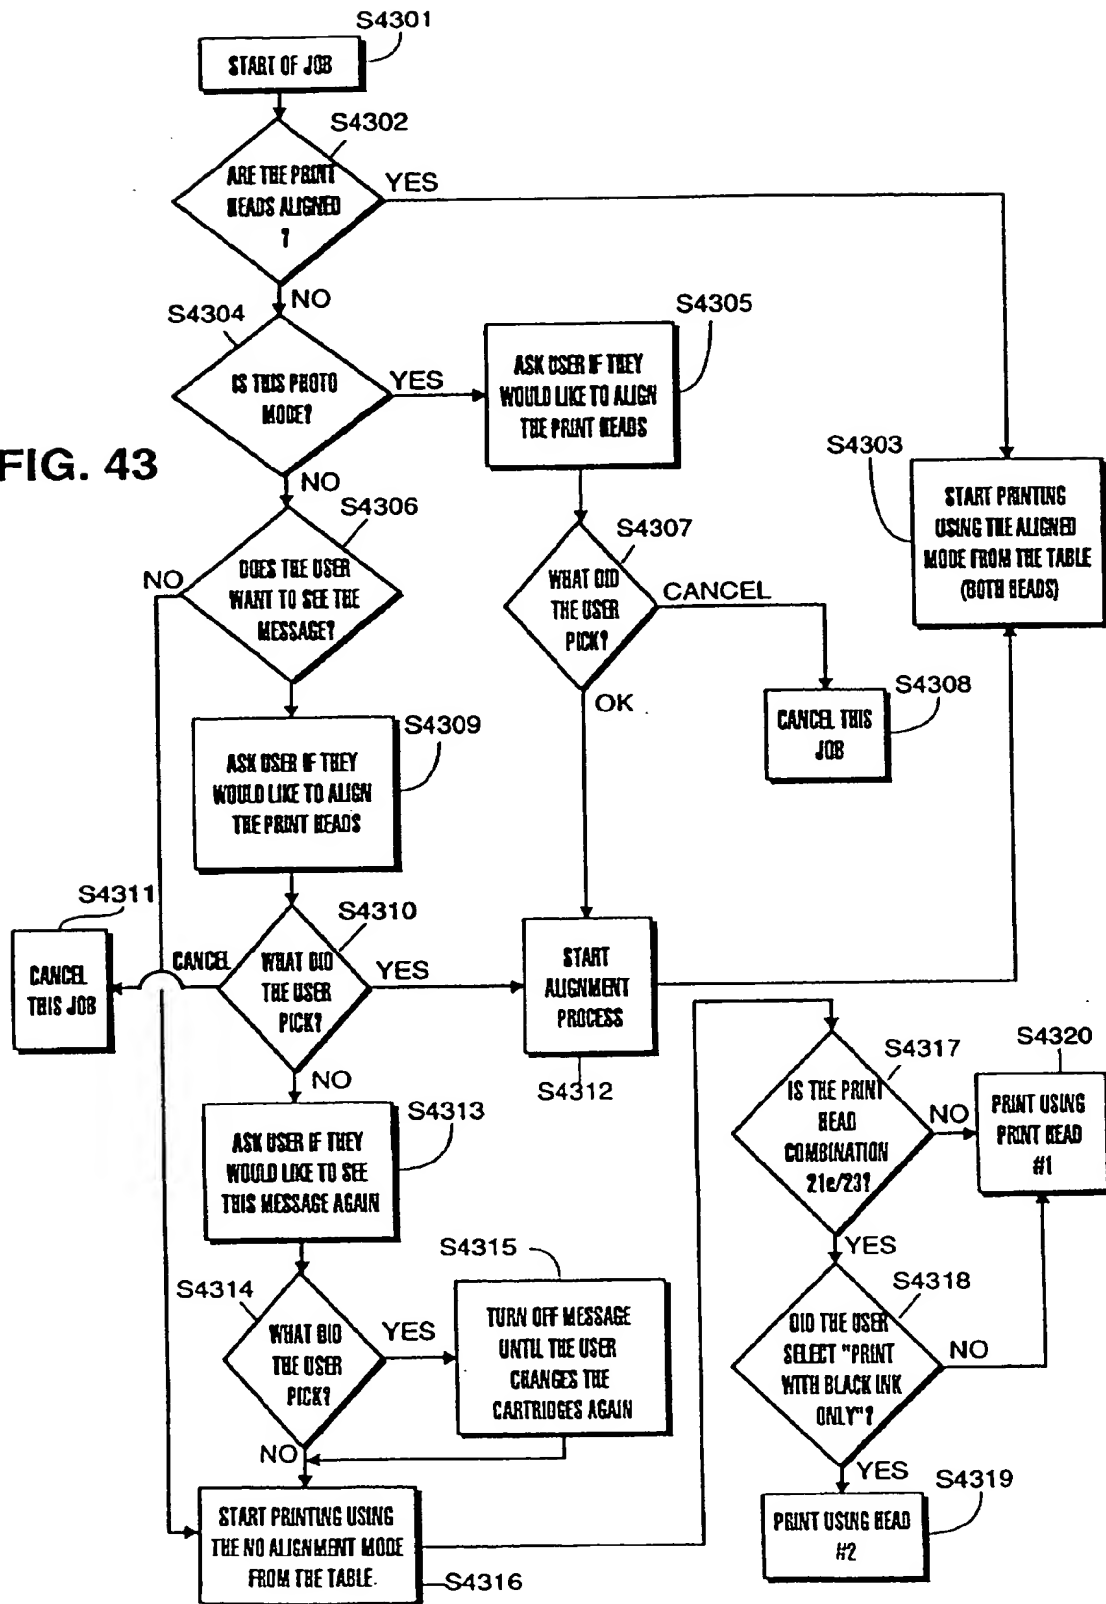 S4301
START OF JOB
S4302
ARE THE PRINT
HEADS ALIGNED
?
YES
NO
S4304
IS THIS PHOTO
MODE?
YES
S4305
ASK USER IF THEY
WOULD LIKE TO ALIGN
THE PRINT HEADS
FIG. 43
NO
S4303
START PRINTING
USING THE ALIGNED
MODE FROM THE TABLE
(BOTH HEADS)
S4306
NO
DOES THE USER
WANT TO SEE THE
MESSAGE?
S4307
WHAT DID
THE USER
PICK?
CANCEL
OK
S4308
CANCEL THIS
JOB
S4309
ASK USER IF THEY
WOULD LIKE TO ALIGN
THE PRINT HEADS
S4311
CANCEL
THIS JOB
S4310
CANCEL
WHAT DID
THE USER
PICK?
YES
NO
START
ALIGNMENT
PROCESS
S4312
S4317
IS THE PRINT
HEAD
COMBINATION
21e/23?
NO
YES
S4320
PRINT USING
PRINT HEAD
#1
S4313
ASK USER IF THEY
WOULD LIKE TO SEE
THIS MESSAGE AGAIN
S4314
WHAT DID
THE USER
PICK?
YES
NO
S4315
TURN OFF MESSAGE
UNTIL THE USER
CHANGES THE
CARTRIDGES AGAIN
S4318
DID THE USER
SELECT "PRINT
WITH BLACK INK
ONLY"?
NO
YES
S4319
PRINT USING HEAD
#2
START PRINTING USING
THE NO ALIGNMENT MODE
FROM THE TABLE.
S4316